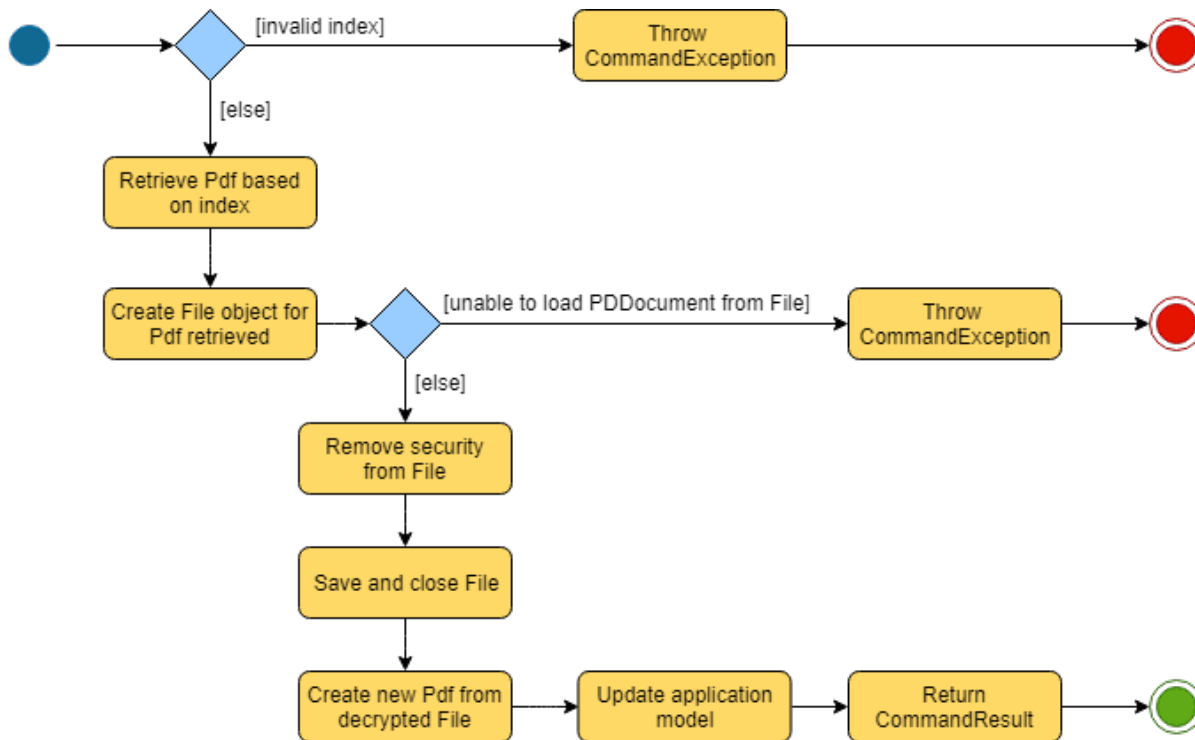 [invalid index]
Throw
CommandException
[else]
Retrieve Pdf based
on index
Create File object for
Pdf retrieved
[unable to load PDDocument from File]
Throw
CommandException
[else]
Remove security
from File
Save and close File
Create new Pdf from
decrypted File
Update application
model
Return
CommandResult